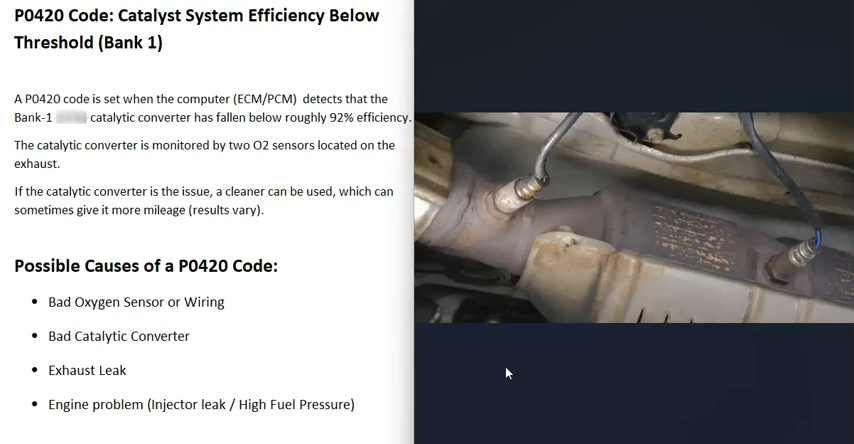 P0420 Code: Catalyst System Efficiency Below
Threshold (Bank 1)
A P0420 code is set when the computer (ECM/PCM) detects that the
Bank-1 catalytic converter has fallen below roughly 92% efficiency.
The catalytic converter is monitored by two O2 sensors located on the
exhaust.
If the catalytic converter is the issue, a cleaner can be used, which can
sometimes give it more mileage (results vary).
Possible Causes of a P0420 Code:
• Bad Oxygen Sensor or Wiring
• Bad Catalytic Converter
• Exhaust Leak
• Engine problem (Injector leak / High Fuel Pressure)